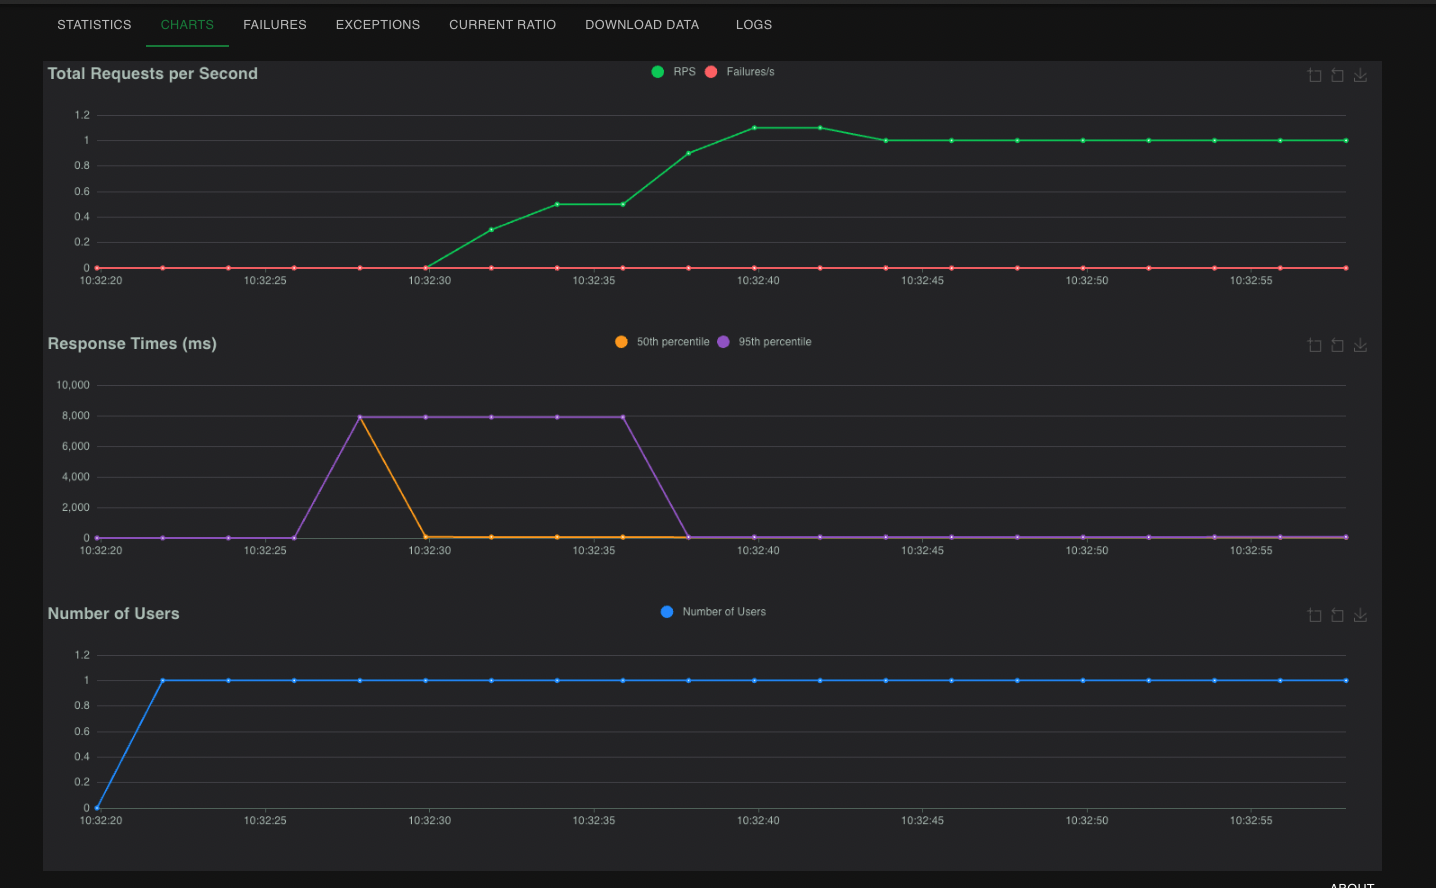 STATISTICS CHARTS FAILURES EXCEPTIONS CURRENT RATIO DOWNLOAD DATA LOGS
Total Requests per Second
RPS Failures/s
1.2
1
0.8
0.6
0.4
0.2
0
10:32:20 10:32:25 10:32:30 10:32:35 10:32:40 10:32:45 10:32:50 10:32:55
Response Times (ms)
50th percentile 95th percentile
10,000
8,000
6,000
4,000
2,000
0
10:32:20 10:32:25 10:32:30 10:32:35 10:32:40 10:32:45 10:32:50 10:32:55
Number of Users
Number of Users
1.2
1
0.8
0.6
0.4
0.2
0
10:32:20 10:32:25 10:32:30 10:32:35 10:32:40 10:32:45 10:32:50 10:32:55
ABOUT